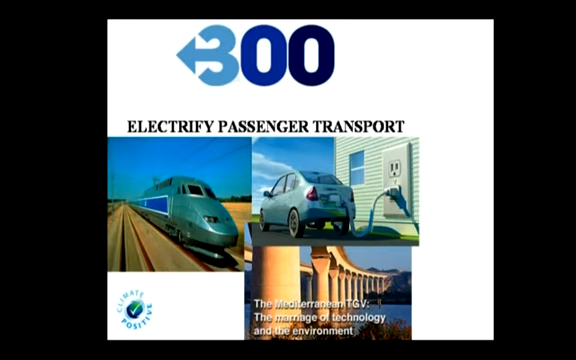 300
ELECTRIFY PASSENGER TRANSPORT
The Mediterranean TGV:
The marriage of technology
and the environment
CLIMATE
POSITIVE